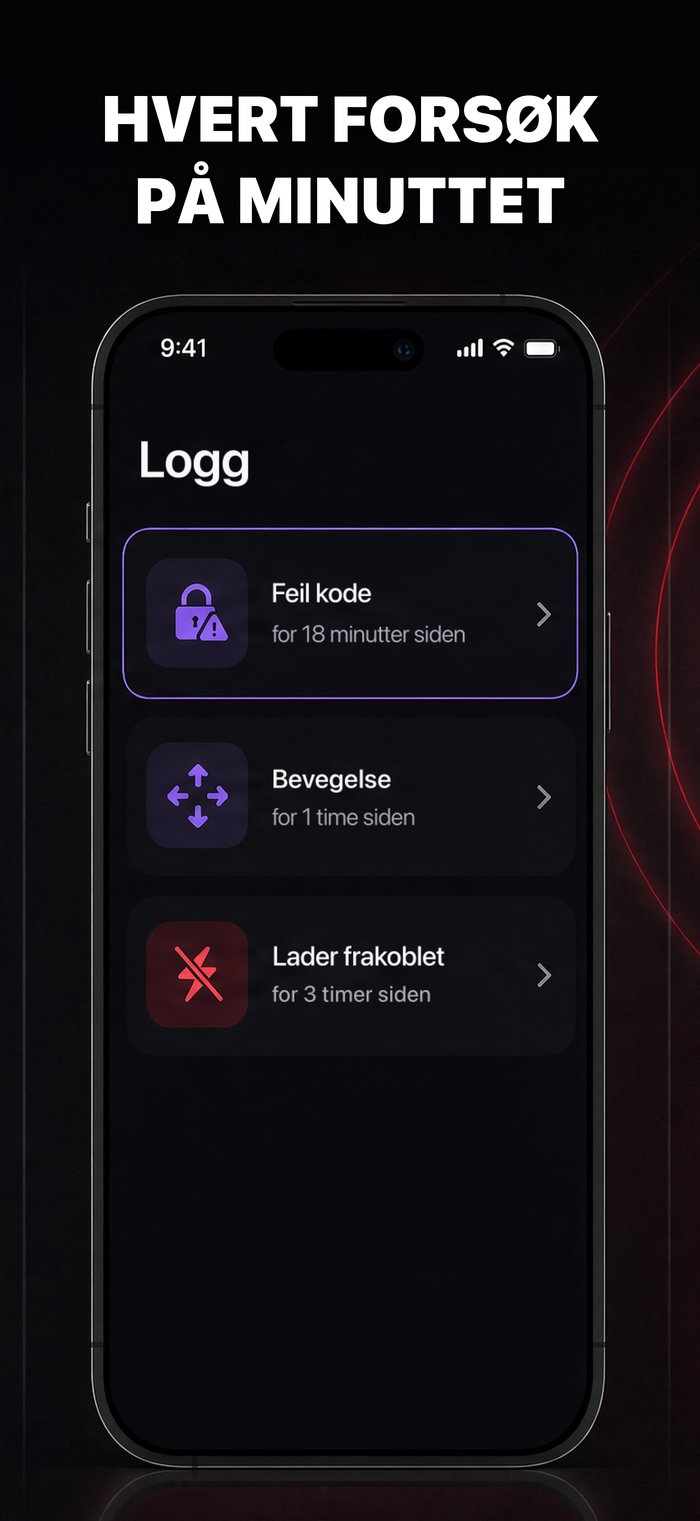 HVERT FORSØK
PÅ MINUTTET
9:41
Logg
Feil kode
for 18 minutter siden
Bevegelse
for 1 time siden
Lader frakoblet
for 3 timer siden